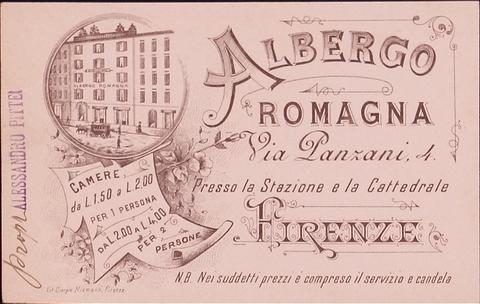 ALBERGO
ROMAGNA
Via Panzani, 4.
Presso la Stazione e la Cattedrale
FIRENZE
N.B. Nei suddetti prezzi è compreso il servizio e candela
ALBERGO ROMAGNA
CAMERE
da L.1.50 a L.2.00
PER 1 PERSONA
DA L.2.00 A L.4.00
PER 2
PERSONE
ALESSANDRO PITTEI
Firenze